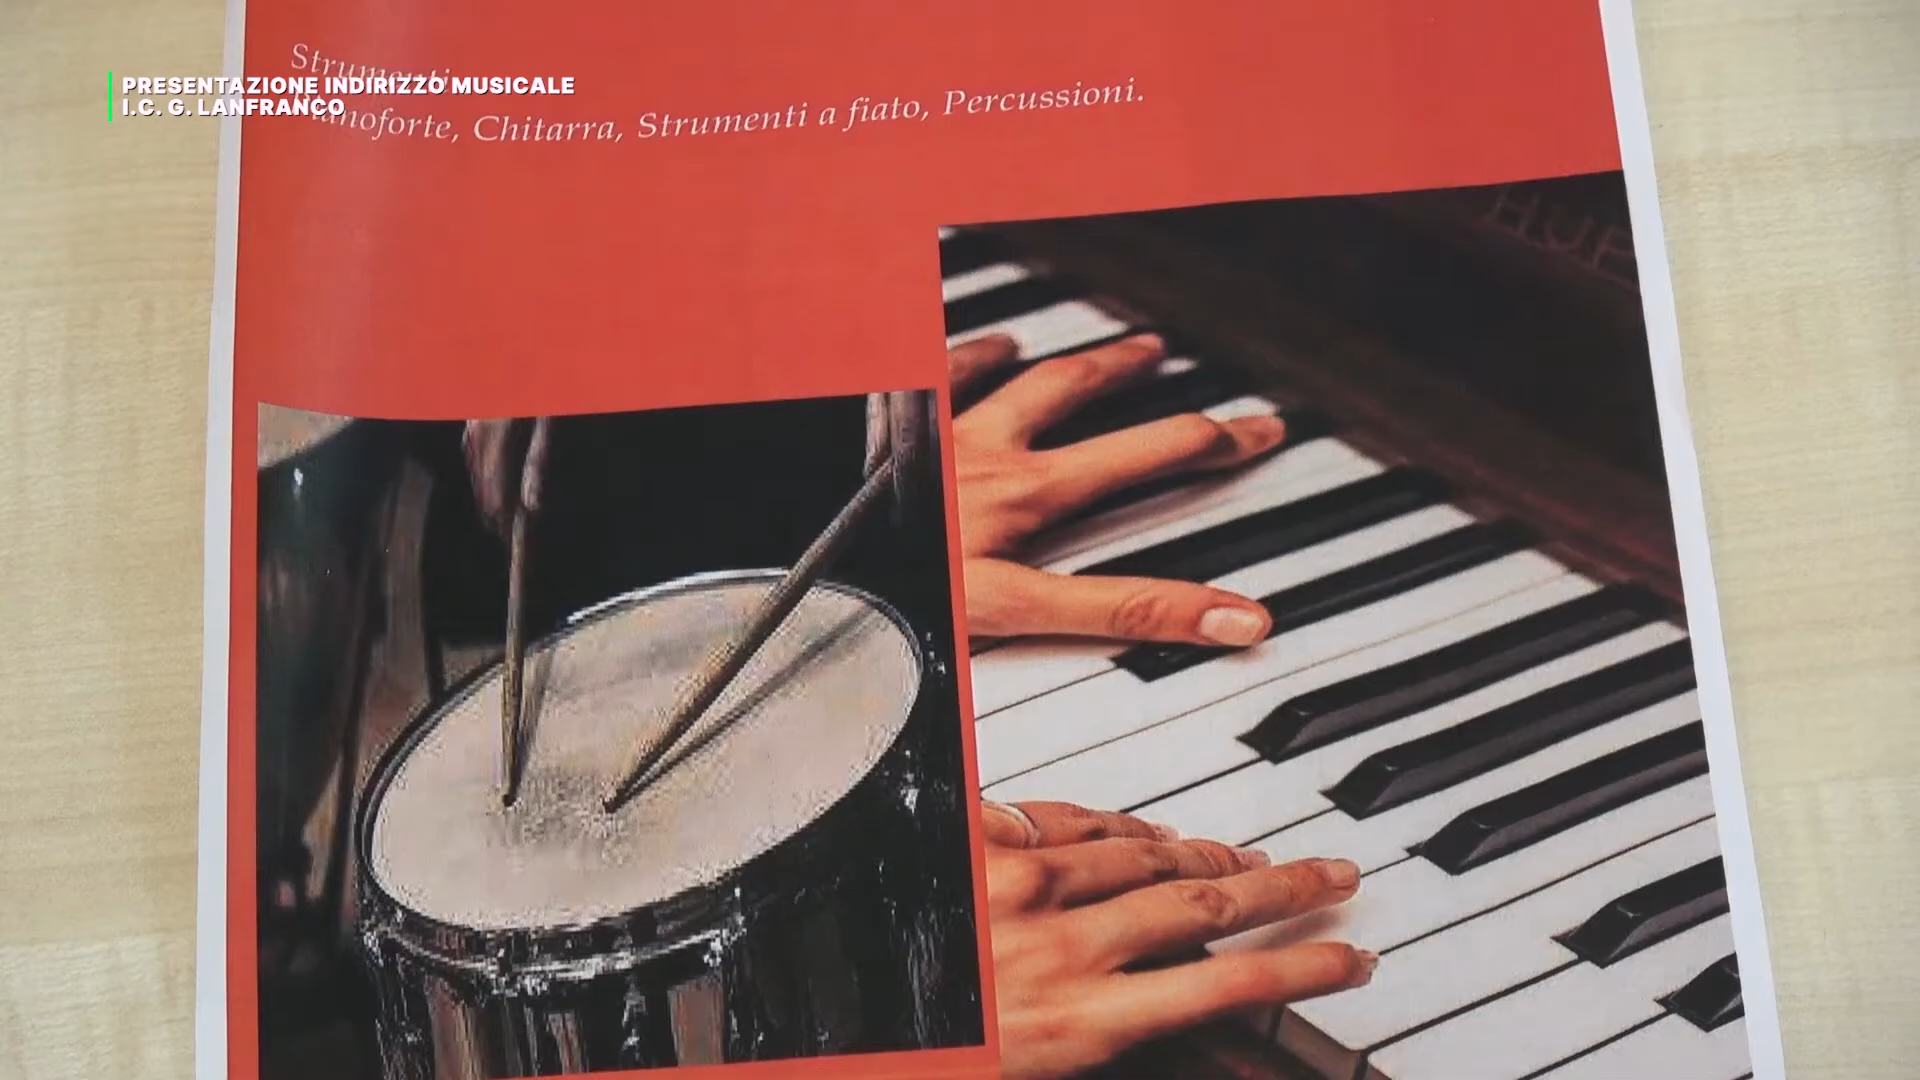 PRESENTAZIONE INDIRIZZO MUSICALE
I.C. G. LANFRANCO
Strumenti
Pianoforte, Chitarra, Strumenti a fiato, Percussioni.